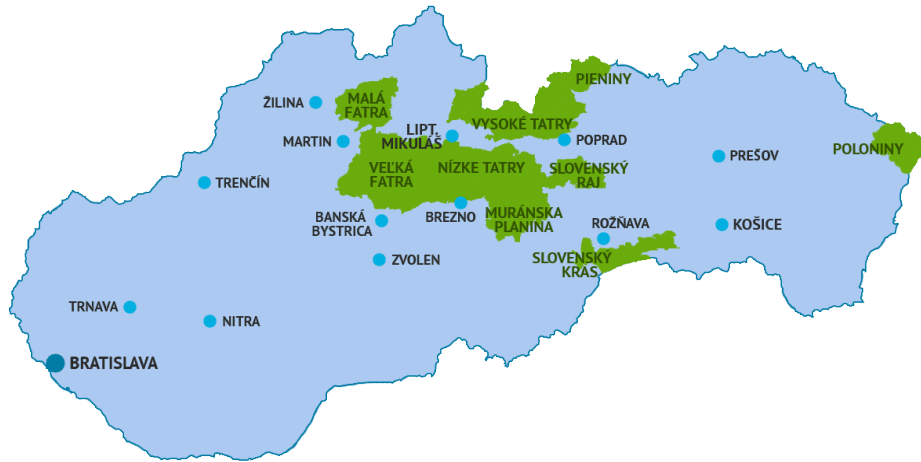 PIENINY
ŽILINA
MALÁ
FATRA
VYSOKÉ TATRY
LIPT.
MIKULÁŠ
MARTIN
POPRAD
POLONINY
PREŠOV
VEĽKÁ
FATRA
NÍZKE TATRY
SLOVENSKÝ
RAJ
TRENČÍN
BANSKÁ
BYSTRICA
BREZNO
MURÁNSKA
PLANINA
ROŽŇAVA
KOŠICE
ZVOLEN
SLOVENSKÝ
KRAS
TRNAVA
NITRA
BRATISLAVA